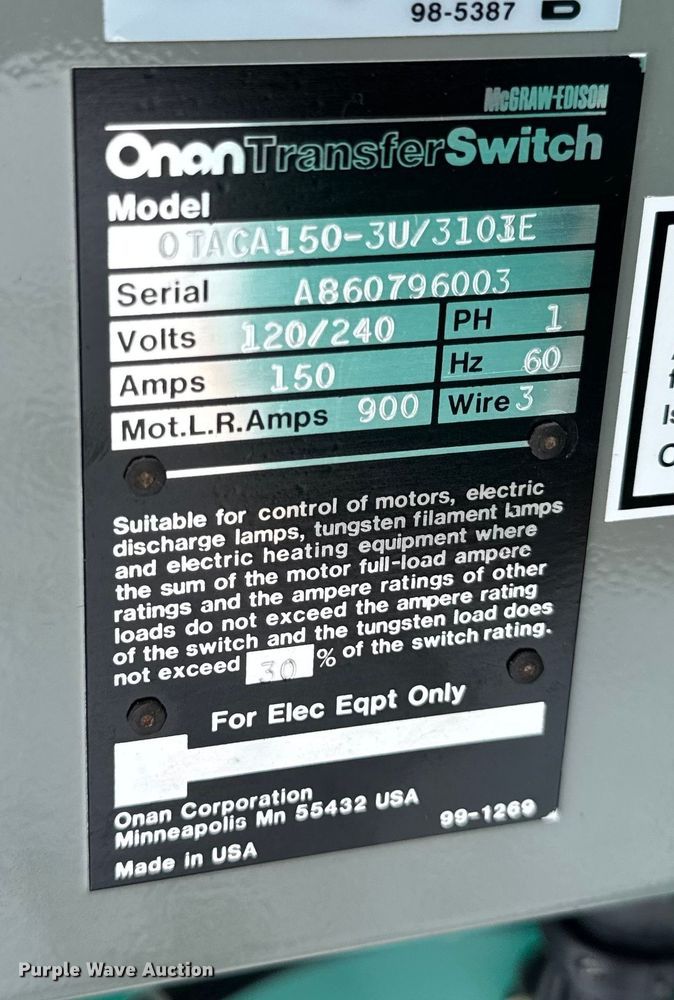 98-5387 B
McGRAW-EDISON
Onan Transfer Switch
Model
OTACA150-3U/3103E
Serial A860796003
Volts 120/240 PH 1
Amps 150 Hz 60
Mot.L.R.Amps 900 Wire 3
Suitable for control of motors, electric
discharge lamps, tungsten filament lamps
and electric heating equipment where
the sum of the motor full-load ampere
ratings and the ampere ratings of other
loads do not exceed the ampere rating
of the switch and the tungsten load does
not exceed 30 % of the switch rating.
For Elec Eqpt Only
Onan Corporation
Minneapolis Mn 55432 USA
99-1269
Made in USA
Purple Wave Auction